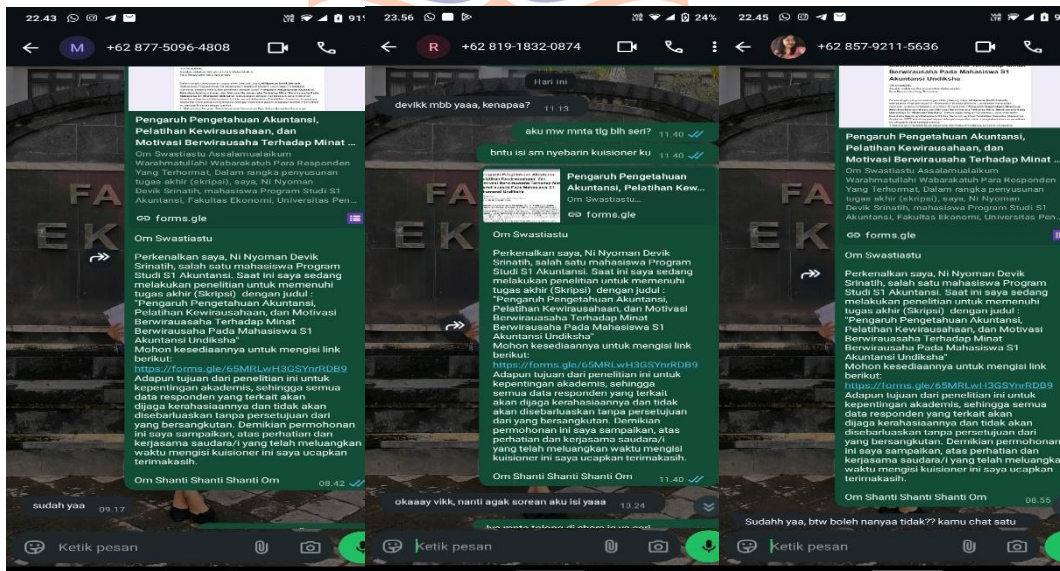 22.43
91
M
+62 877-5096-4808
Pengaruh Pengetahuan Akuntansi,
Pelatihan Kewirausahaan, dan
Motivasi Berwirausaha Terhadap Minat ...
Om Swastiastu Assalamualaikum
Warahmatullahi Wabarakatuh Para Responden
Yang Terhormat, Dalam rangka penyusunan
tugas akhir (skripsi), saya, Ni Nyoman
Devik Srinatih, mahasiswa Program Studi S1
Akuntansi, Fakultas Ekonomi, Universitas Pen...
forms.gle
Om Swastiastu
Perkenalkan saya, Ni Nyoman Devik
Srinatih, salah satu mahasiswa Program
Studi S1 Akuntansi. Saat ini saya sedang
melakukan penelitian untuk memenuhi
tugas akhir (Skripsi) dengan judul :
"Pengaruh Pengetahuan Akuntansi,
Pelatihan Kewirausahaan, dan Motivasi
Berwirauasaha Terhadap Minat
Berwirausaha Pada Mahasiswa S1
Akuntansi Undiksha"
Mohon kesediaannya untuk mengisi link
berikut:
https://forms.gle/65MRLwH3GSYnrRDB9
Adapun tujuan dari penelitian ini untuk
kepentingan akademis, sehingga semua
data responden yang terkait akan
dijaga kerahasiaannya dan tidak akan
disebarluaskan tanpa persetujuan dari
yang bersangkutan. Demikian permohonan
ini saya sampaikan, atas perhatian dan
kerjasama saudara/i yang telah meluangkan
waktu mengisi kuisioner ini saya ucapkan
terimakasih.
Om Shanti Shanti Shanti Om
08.42
sudah yaa 09.17
Ketik pesan
23.56
24%
R
+62 819-1832-0874
Hari ini
devikk mbb yaaa, kenapaa? 11.13
aku mw mnta tlg blh seri? 11.40
bntu isi sm nyebarin kuisioner ku 11.40
Pengaruh Pengetahuan
Akuntansi, Pelatihan Kew...
Om Swastiastu...
forms.gle
Om Swastiastu
Perkenalkan saya, Ni Nyoman Devik
Srinatih, salah satu mahasiswa Program
Studi S1 Akuntansi. Saat ini saya sedang
melakukan penelitian untuk memenuhi
tugas akhir (Skripsi) dengan judul :
"Pengaruh Pengetahuan Akuntansi,
Pelatihan Kewirausahaan, dan Motivasi
Berwirauasaha Terhadap Minat
Berwirausaha Pada Mahasiswa S1
Akuntansi Undiksha"
Mohon kesediaannya untuk mengisi link
berikut:
https://forms.gle/65MRLwH3GSYnrRDB9
Adapun tujuan dari penelitian ini untuk
kepentingan akademis, sehingga semua
data responden yang terkait akan
dijaga kerahasiaannya dan tidak akan
disebarluaskan tanpa persetujuan dari
dari yang bersangkutan. Demikian
permohonan ini saya sampaikan, atas
perhatian dan kerjasama saudara/i
yang telah meluangkan waktu mengisi
kuisioner ini saya ucapkan terimakasih.
Om Shanti Shanti Shanti Om
11.40
okaaay vikk, nanti agak sorean aku isi yaaa 13.24
Ketik pesan
22.45
+62 857-9211-5636
Berwirausaha Pada Mahasiswa S1
Akuntansi Undiksha
Pengaruh Pengetahuan Akuntansi,
Pelatihan Kewirausahaan, dan
Motivasi Berwirausaha Terhadap Minat ...
Om Swastiastu Assalamualaikum
Warahmatullahi Wabarakatuh Para Responden
Yang Terhormat, Dalam rangka penyusunan
tugas akhir (skripsi), saya, Ni Nyoman
Devik Srinatih, mahasiswa Program Studi S1
Akuntansi, Fakultas Ekonomi, Universitas Pen...
forms.gle
Om Swastiastu
Perkenalkan saya, Ni Nyoman Devik
Srinatih, salah satu mahasiswa Program
Studi S1 Akuntansi. Saat ini saya sedang
melakukan penelitian untuk memenuhi
tugas akhir (Skripsi) dengan judul :
"Pengaruh Pengetahuan Akuntansi,
Pelatihan Kewirausahaan, dan Motivasi
Berwirauasaha Terhadap Minat
Berwirausaha Pada Mahasiswa S1
Akuntansi Undiksha"
Mohon kesediaannya untuk mengisi link
berikut:
https://forms.gle/65MRLwH3GSYnrRDB9
Adapun tujuan dari penelitian ini untuk
kepentingan akademis, sehingga semua
data responden yang terkait akan
dijaga kerahasiaannya dan tidak akan
disebarluaskan tanpa persetujuan dari
yang bersangkutan. Demikian permohonan
ini saya sampaikan, atas perhatian dan
kerjasama saudara/i yang telah meluangka
waktu mengisi kuisioner ini saya ucapkan
terimakasih.
Om Shanti Shanti Shanti Om
08.55
Sudahh yaa, btw boleh nanyaa tidak?? kamu chat satu
Ketik pesan